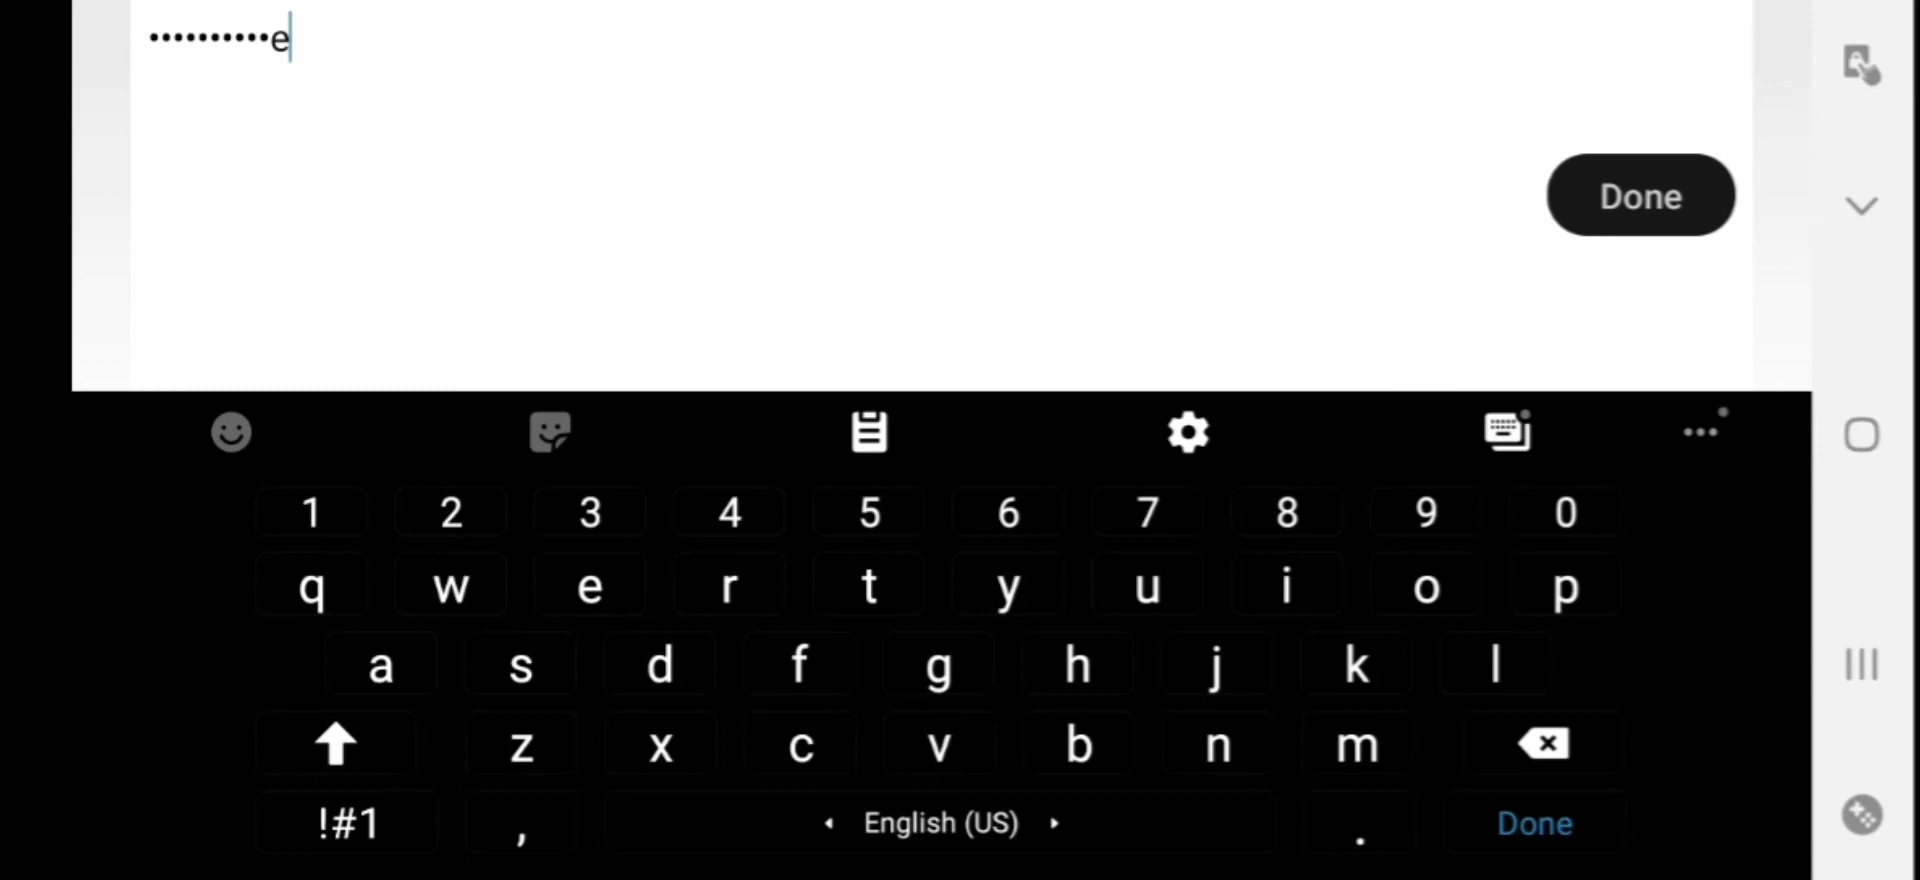 ••••••••••e
Done
1 2 3 4 5 6 7 8 9 0
q w e r t y u i o p
a s d f g h j k l
z x c v b n m
!#1 , English (US) . Done